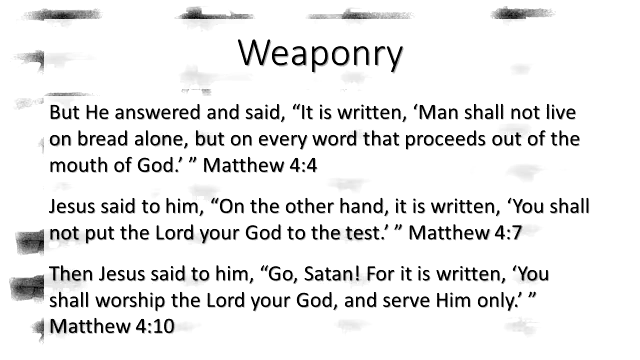 Weaponry
But He answered and said, “It is written, ‘Man shall not live
on bread alone, but on every word that proceeds out of the
mouth of God.’ ” Matthew 4:4
Jesus said to him, “On the other hand, it is written, ‘You shall
not put the Lord your God to the test.’ ” Matthew 4:7
Then Jesus said to him, “Go, Satan! For it is written, ‘You
shall worship the Lord your God, and serve Him only.’ ”
Matthew 4:10